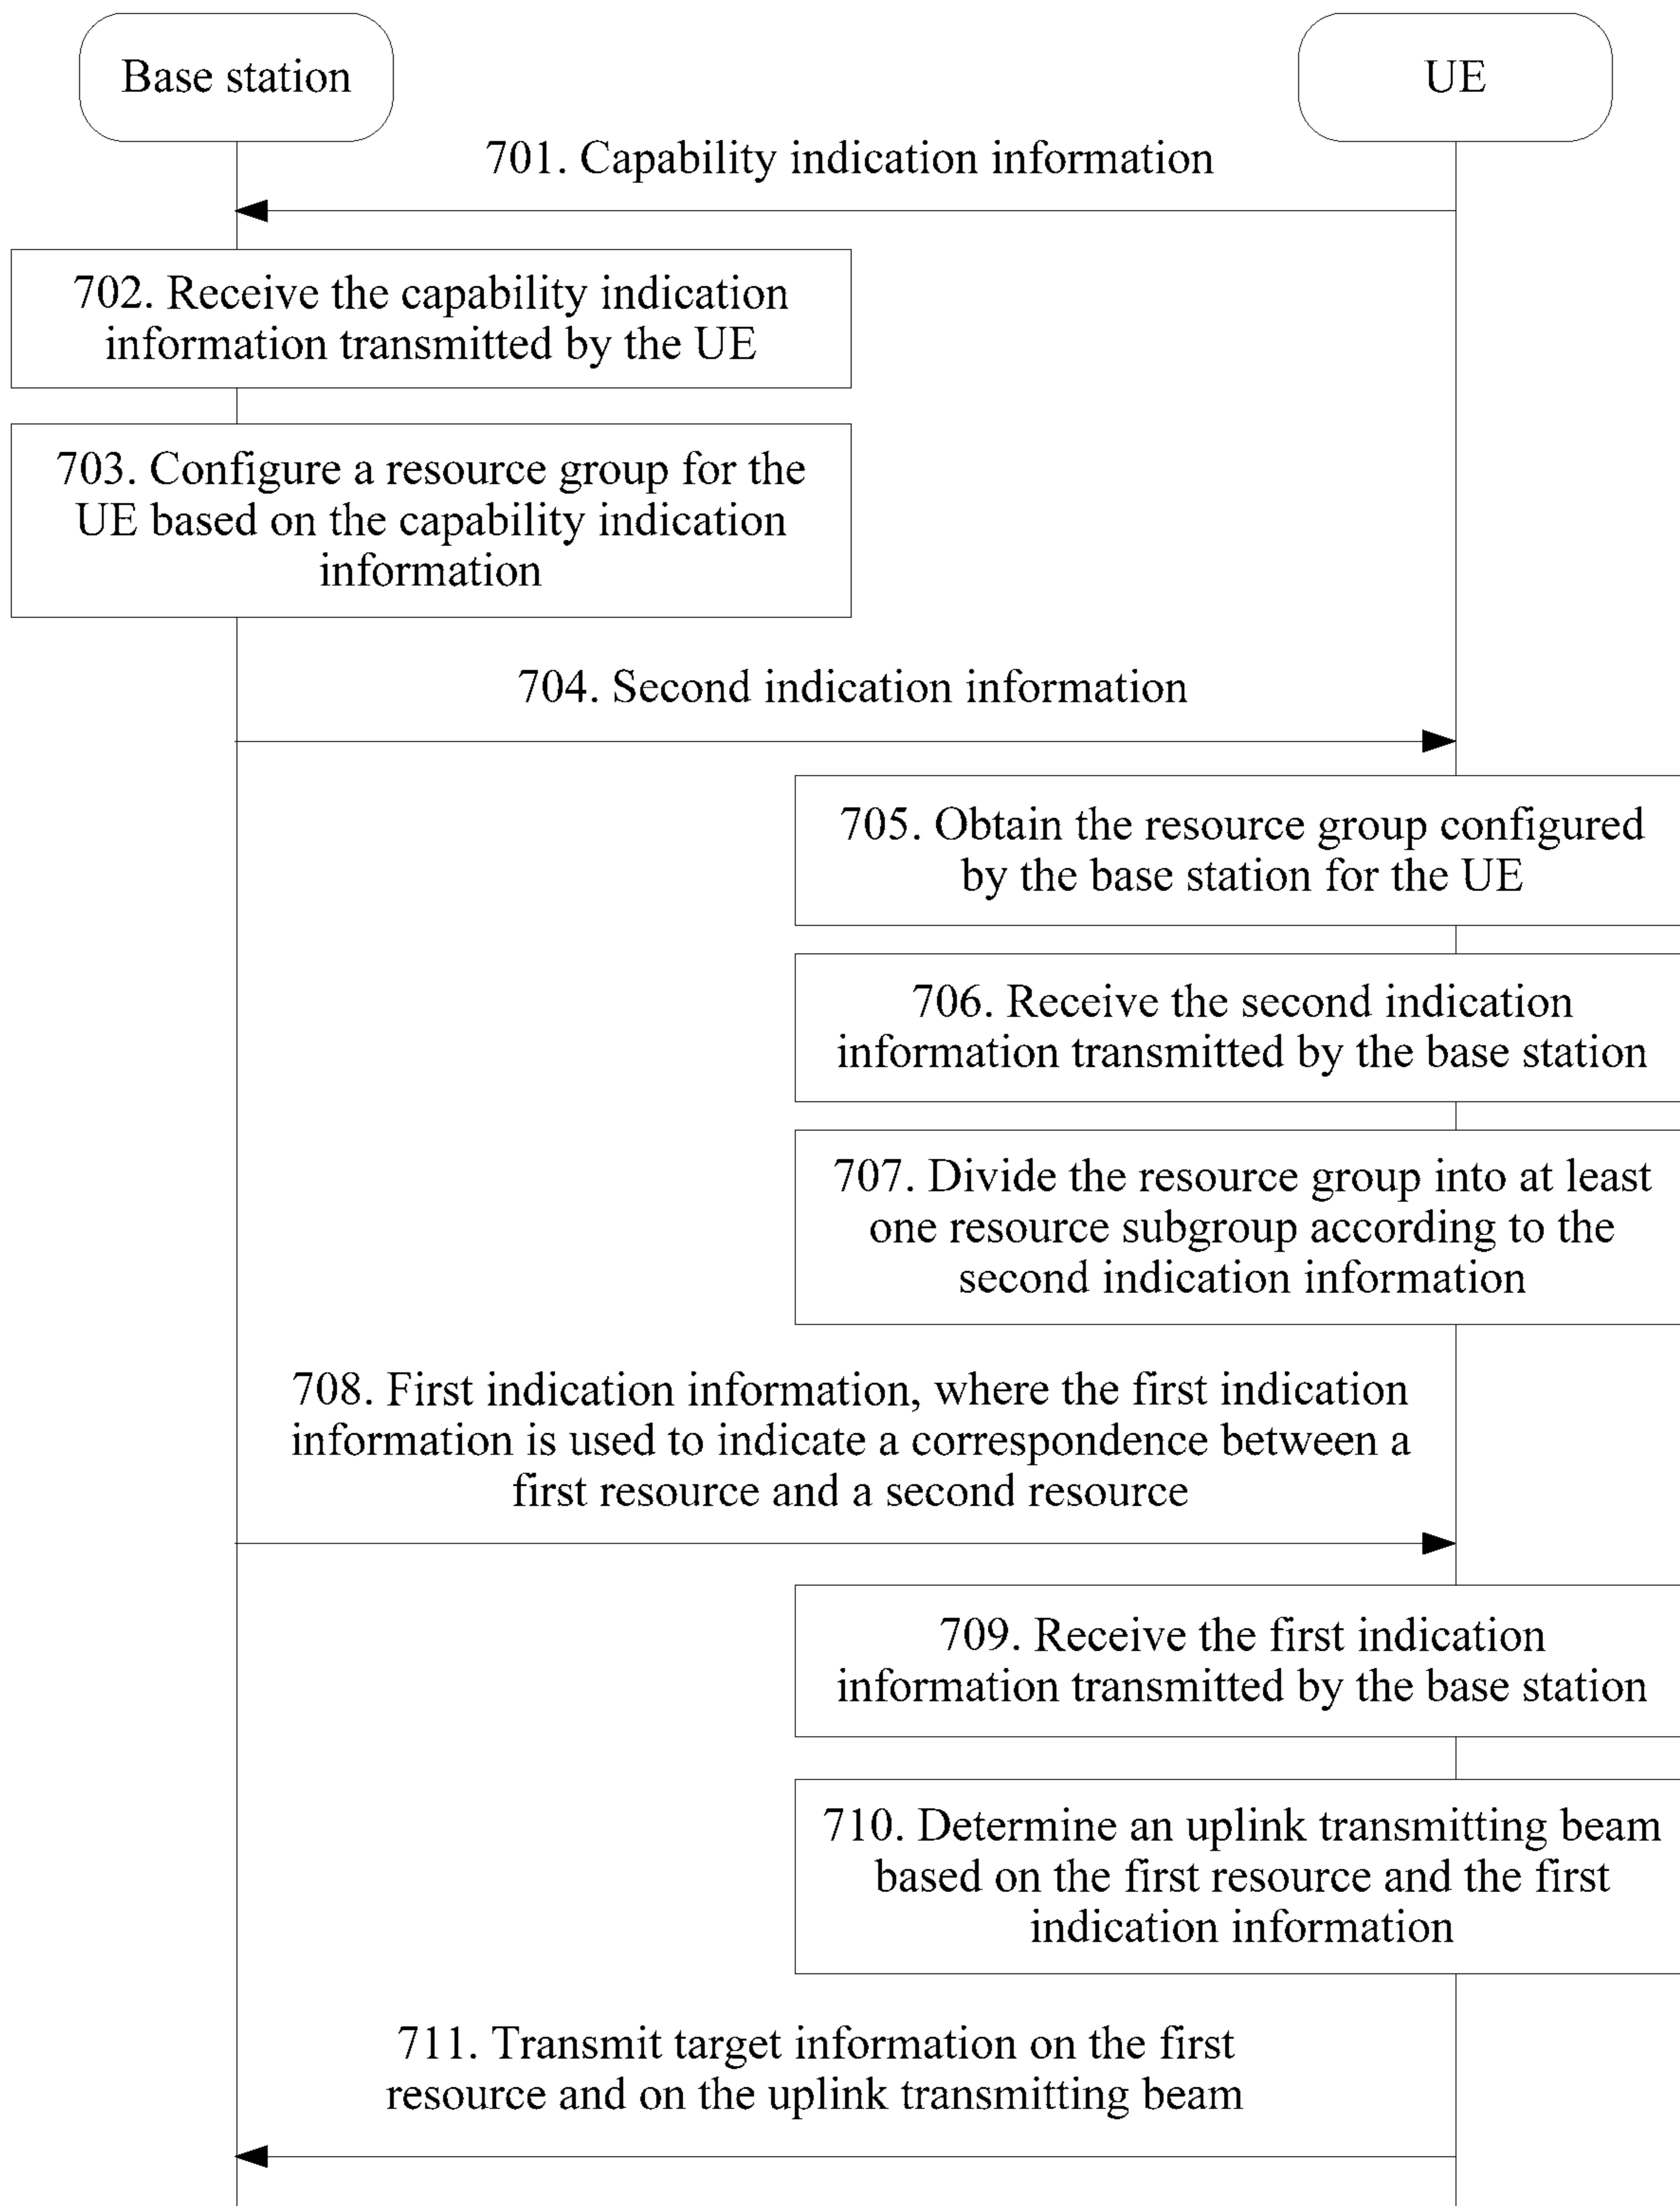 Base station
UE
701. Capability indication information
702. Receive the capability indication
information transmitted by the UE
703. Configure a resource group for the
UE based on the capability indication
information
704. Second indication information
705. Obtain the resource group configured
by the base station for the UE
706. Receive the second indication
information transmitted by the base station
707. Divide the resource group into at least
one resource subgroup according to the
second indication information
708. First indication information, where the first indication
information is used to indicate a correspondence between a
first resource and a second resource
709. Receive the first indication
information transmitted by the base station
710. Determine an uplink transmitting beam
based on the first resource and the first
indication information
711. Transmit target information on the first
resource and on the uplink transmitting beam